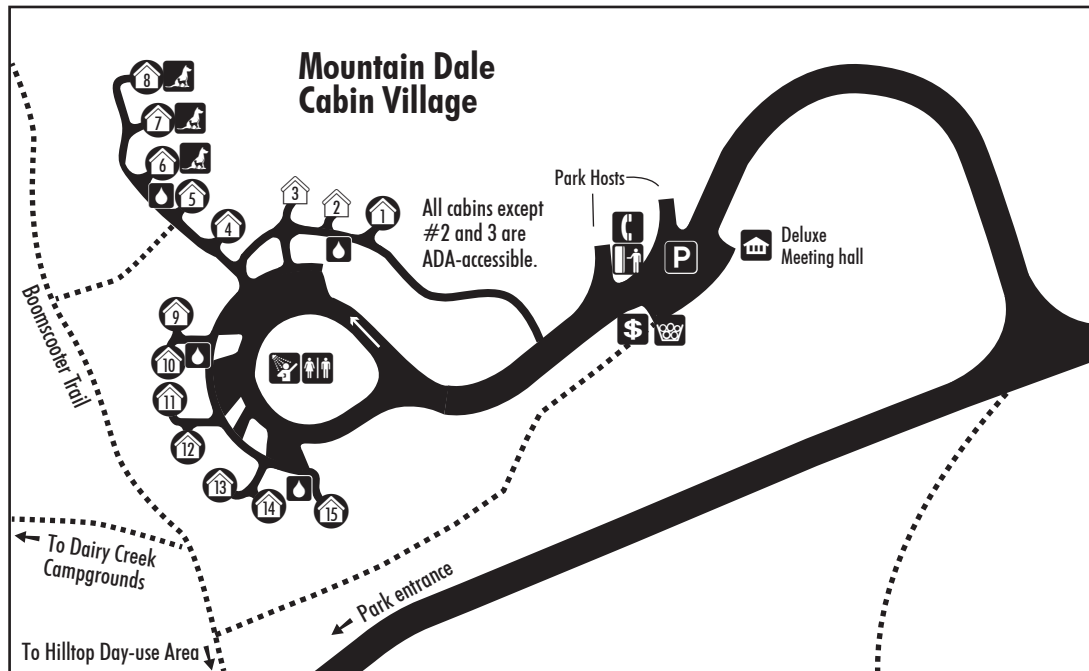 Mountain Dale
Cabin Village
8
7
6
5
4
3
2
1
All cabins except
#2 and 3 are
ADA-accessible.
Park Hosts
P
Deluxe
Meeting hall
$
9
10
11
12
13
14
15
Boomscooter Trail
To Dairy Creek
Campgrounds
Park entrance
To Hilltop Day-use Area